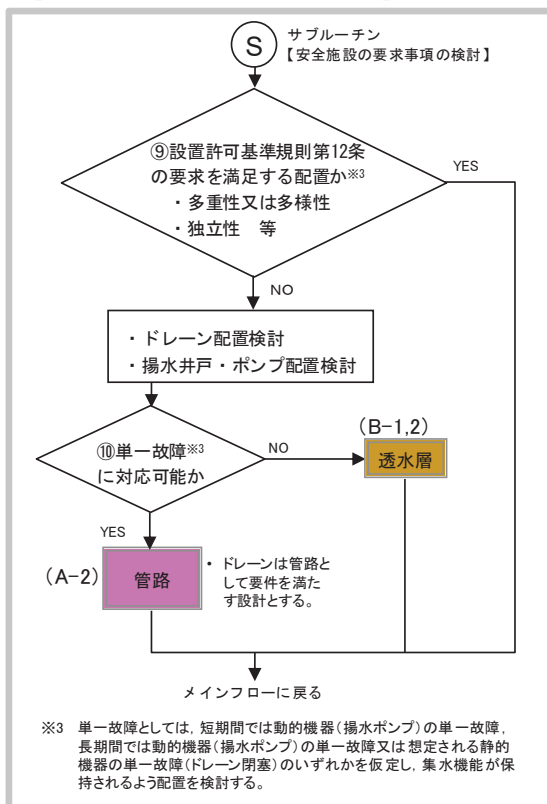 S
サブルーチン
【安全施設の要求事項の検討】
⑨設置許可基準規則第12条
の要求を満足する配置か※3
・多重性又は多様性
・独立性 等
YES
NO
・ドレーン配置検討
・揚水井戸・ポンプ配置検討
⑩単一故障※3
に対応可能か
NO
(B-1,2)
透水層
YES
(A-2)
管路
・ ドレーンは管路と
して要件を満た
す設計とする。
メインフローに戻る
※3 単一故障としては，短期間では動的機器(揚水ポンプ)の単一故障，
長期間では動的機器(揚水ポンプ)の単一故障又は想定される静的
機器の単一故障(ドレーン閉塞)のいずれかを仮定し，集水機能が保
持されるよう配置を検討する。